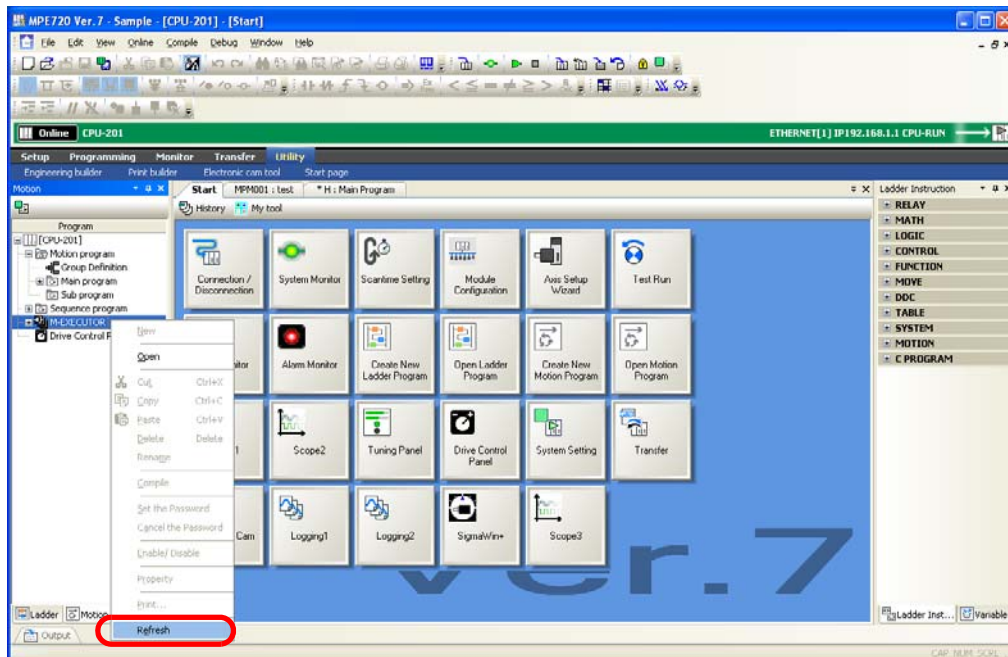 MPE720 Ver. 7 - Sample - [CPU-201] - [Start]
File Edit View Online Compile Debug Window Help
Online CPU-201 ETHERNET[1] IP192.168.1.1 CPU-RUN
Setup Programming Monitor Transfer Utility
Engineering builder Print builder Electronic cam tool Start page
Motion
Start MPM001 : test * H : Main Program
History My tool
Program
[CPU-201]
Motion program
Group Definition
Main program
Sub program
Sequence program
M-EXECUTOR
Drive Control P
New
Open
Cut Ctrl+X
Copy Ctrl+C
Paste Ctrl+V
Delete Delete
Rename
Compile
Set the Password
Cancel the Password
Enable/ Disable
Property
Print...
Refresh
Connection / Disconnection
System Monitor
Scantime Setting
Module Configuration
Axis Setup Wizard
Test Run
Alarm Monitor
Create New Ladder Program
Open Ladder Program
Create New Motion Program
Open Motion Program
Scope2
Tuning Panel
Drive Control Panel
System Setting
Transfer
Cam
Logging1
Logging2
SigmaWin+
Scope3
ver.7
Ladder Instruction
RELAY
MATH
LOGIC
CONTROL
FUNCTION
MOVE
DDC
TABLE
SYSTEM
MOTION
C PROGRAM
Ladder Motion
Ladder Inst... Variable
Output
CAP NUM SCRL